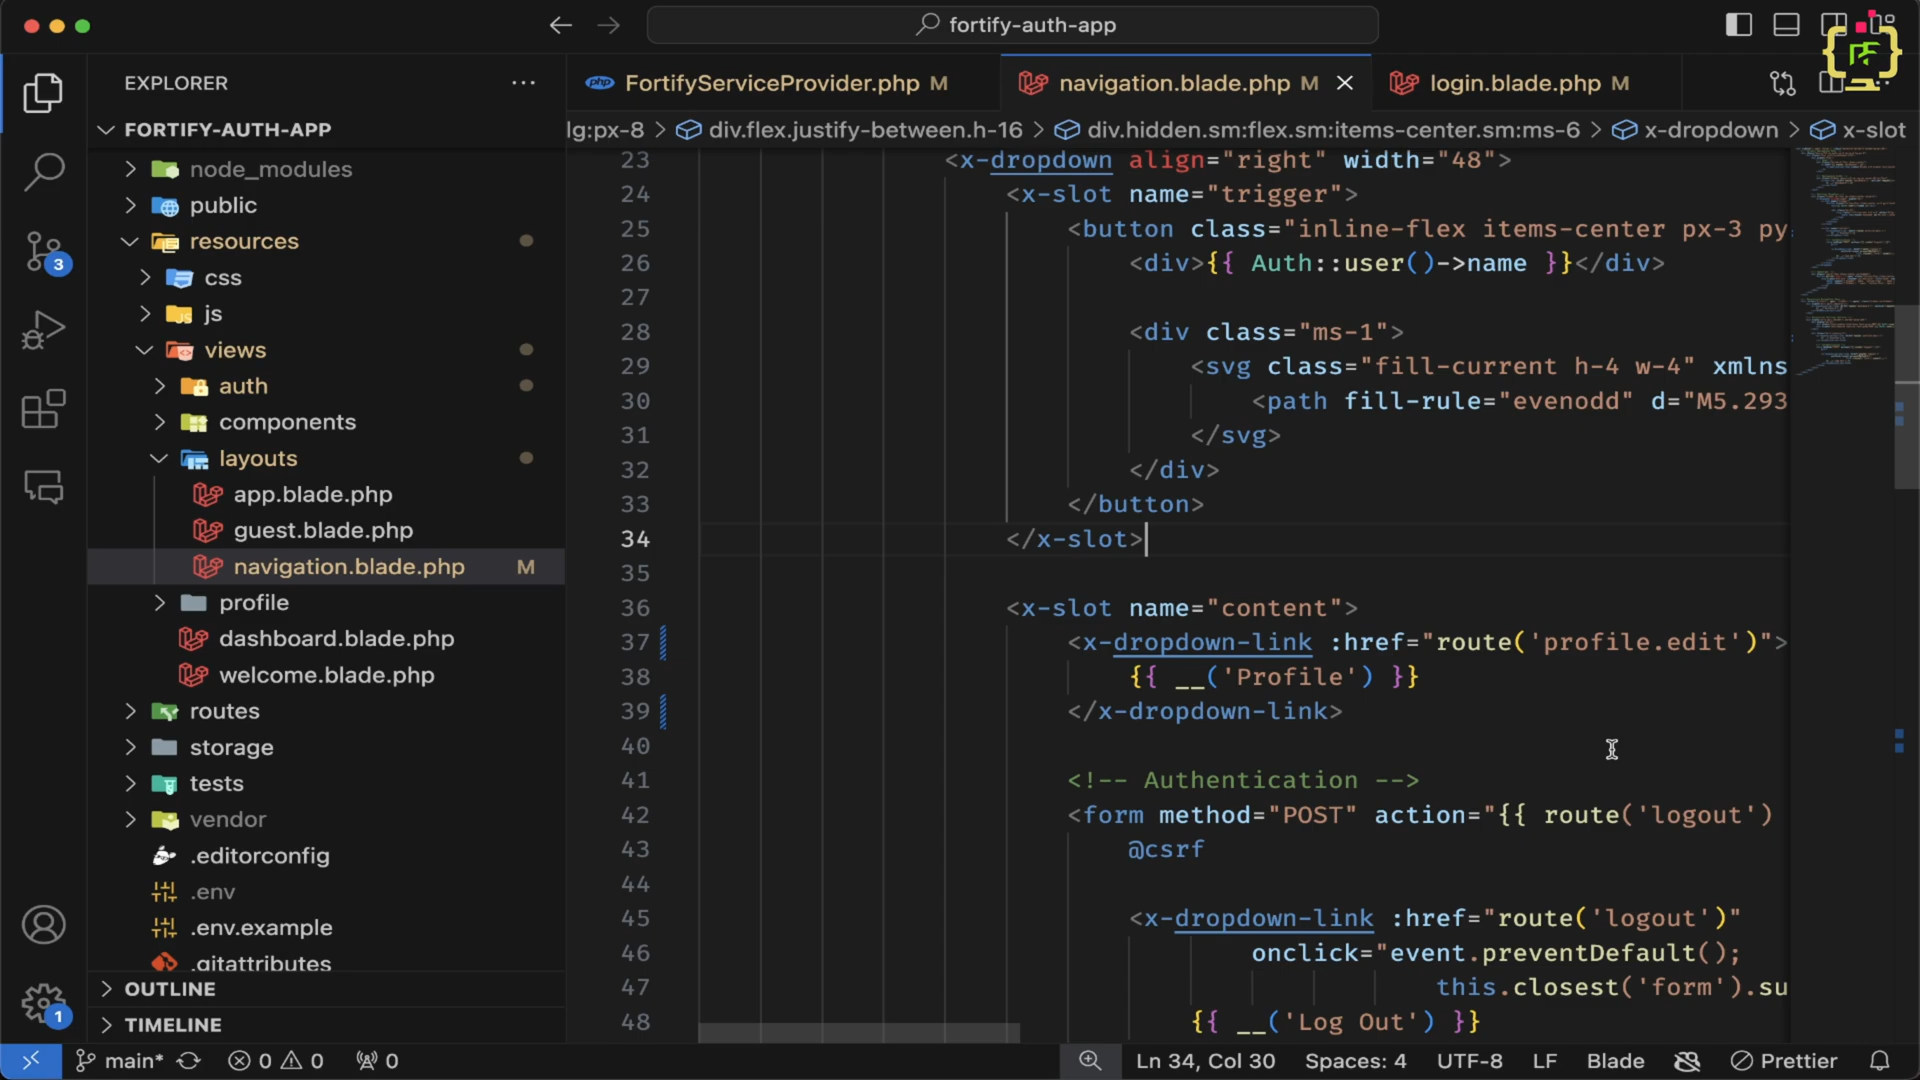 fortify-auth-app
EXPLORER
FORTIFY-AUTH-APP
node_modules
public
resources
css
js
views
auth
components
layouts
app.blade.php
guest.blade.php
navigation.blade.php M
profile
dashboard.blade.php
welcome.blade.php
routes
storage
tests
vendor
.editorconfig
.env
.env.example
.gitattributes
OUTLINE
TIMELINE
3
1
FortifyServiceProvider.php M
navigation.blade.php M
login.blade.php M
lg:px-8 > div.flex.justify-between.h-16 > div.hidden.sm:flex.sm:items-center.sm:ms-6 > x-dropdown > x-slot
23 <x-dropdown align="right" width="48">
24 <x-slot name="trigger">
25 <button class="inline-flex items-center px-3 py
26 <div>{{ Auth::user()->name }}</div>
27
28 <div class="ms-1">
29 <svg class="fill-current h-4 w-4" xmlns
30 <path fill-rule="evenodd" d="M5.293
31 </svg>
32 </div>
33 </button>
34 </x-slot>
35
36 <x-slot name="content">
37 <x-dropdown-link :href="route('profile.edit')">
38 {{ __('Profile') }}
39 </x-dropdown-link>
40
41 <!-- Authentication -->
42 <form method="POST" action="{{ route('logout')
43 @csrf
44
45 <x-dropdown-link :href="route('logout')"
46 onclick="event.preventDefault();
47 this.closest('form').su
48 {{ __('Log Out') }}
main* 0 0 0
Ln 34, Col 30 Spaces: 4 UTF-8 LF Blade Prettier